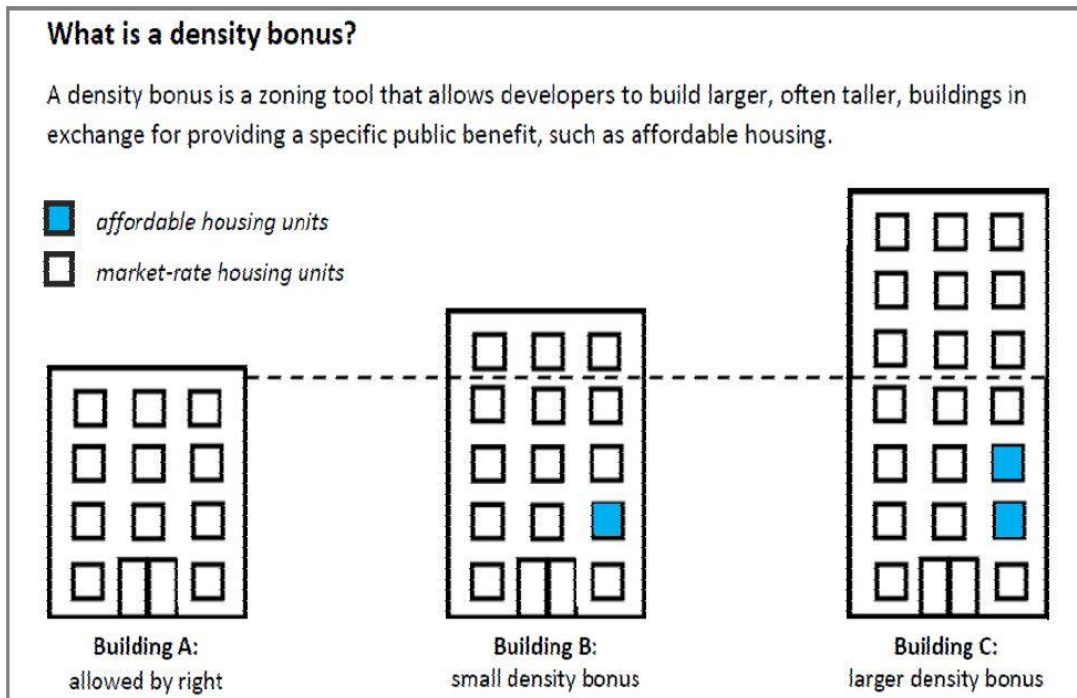 What is a density bonus?
A density bonus is a zoning tool that allows developers to build larger, often taller, buildings in
exchange for providing a specific public benefit, such as affordable housing.
affordable housing units
market-rate housing units
Building A:
allowed by right
Building B:
small density bonus
Building C:
larger density bonus